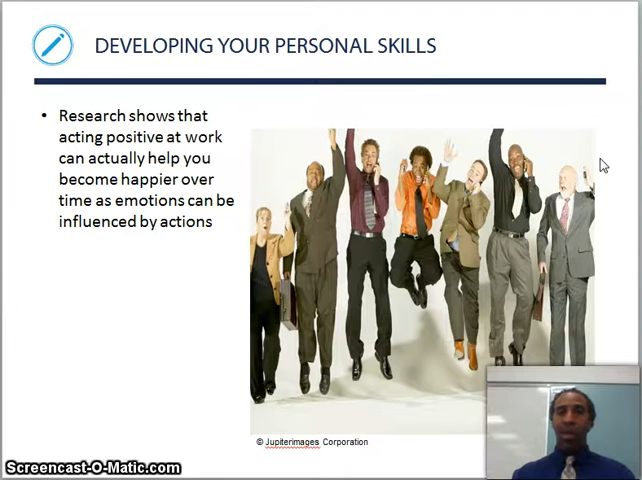 DEVELOPING YOUR PERSONAL SKILLS
• Research shows that
acting positive at work
can actually help you
become happier over
time as emotions can be
influenced by actions
© Jupiterimages Corporation
Screencast-O-Matic.com